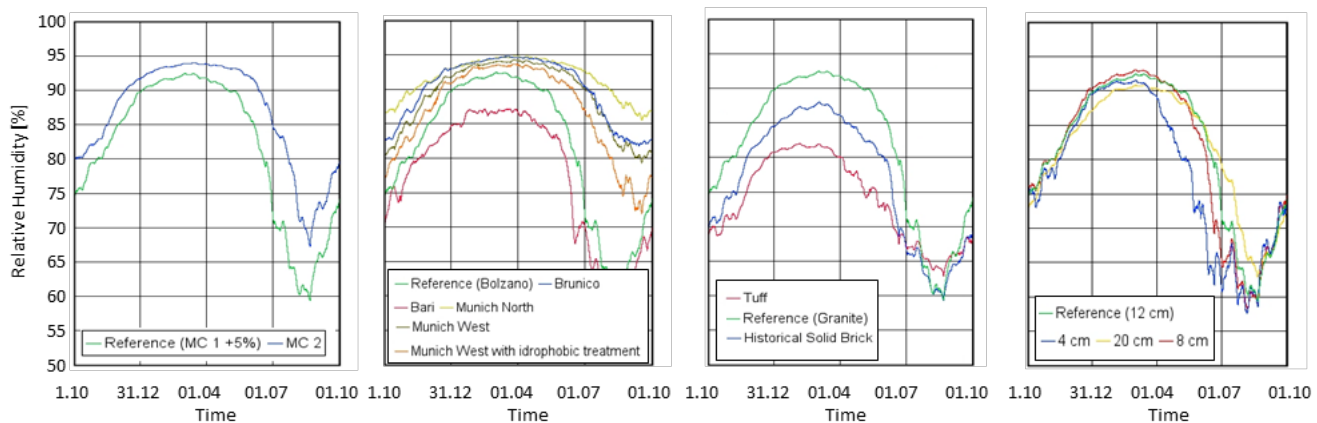 Relative Humidity [%]
100
95
90
85
80
75
70
65
60
55
50
Reference (MC 1 +5%) MC 2
1.10 31.12 01.04 01.07 01.10
Time
Reference (Bolzano) Brunico
Bari Munich North
Munich West
Munich West with idrophobic treatment
1.10 31.12 01.04 01.07 01.10
Time
Tuff
Reference (Granite)
Historical Solid Brick
1.10 31.12 01.04 01.07 01.10
Time
Reference (12 cm)
4 cm 20 cm 8 cm
1.10 31.12 01.04 01.07 01.10
Time